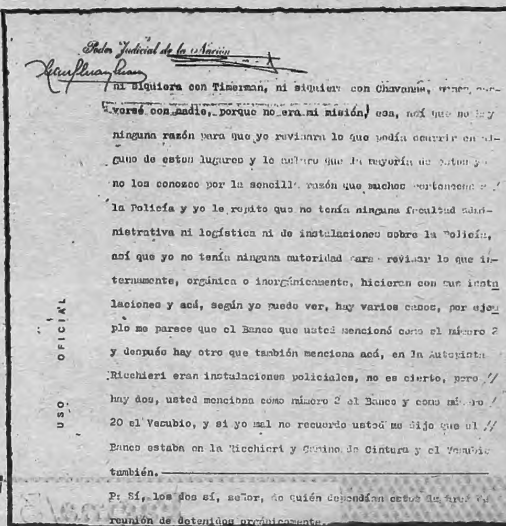 Poder Judicial de la Nación
ni siquiera con Timerman, ni siquier con Chavanne,
versé con nadie, porque no era mi misión, esa, así que no hay
ninguna razón para que yo revisara lo que podía ocurrir en al-
guno de estos lugares y le aclaro que la mayoría de estos yo
no los conozco por la sencilla razón que muchos pertenecen a /
la Policía y yo le repito que no tenía ninguna facultad admi-
nistrativa ni logística ni de instalaciones sobre la Policía,
así que yo no tenía ninguna autoridad para revisar lo que in-
ternamente, orgánica o inorgánicamente, hicieran con sus insta
laciones y acá, según yo puedo ver, hay varios casos, por ejem
plo me parece que el Banco que usted mencionó como el número 2
y después hay otro que también menciona acá, en la Autopista
Ricchieri eran instalaciones policiales, no es cierto, pero //
hay dos, usted menciona como número 2 el Banco y como número /
20 el Vesubio, y si yo mal no recuerdo usted me dijo que el //
Banco estaba en la Ricchieri y Camino de Cintura y el Vesubio
también.
P: Sí, los dos sí, señor, de quién dependían estos de
reunión de detenidos orgánicamente.
USO OFICIAL